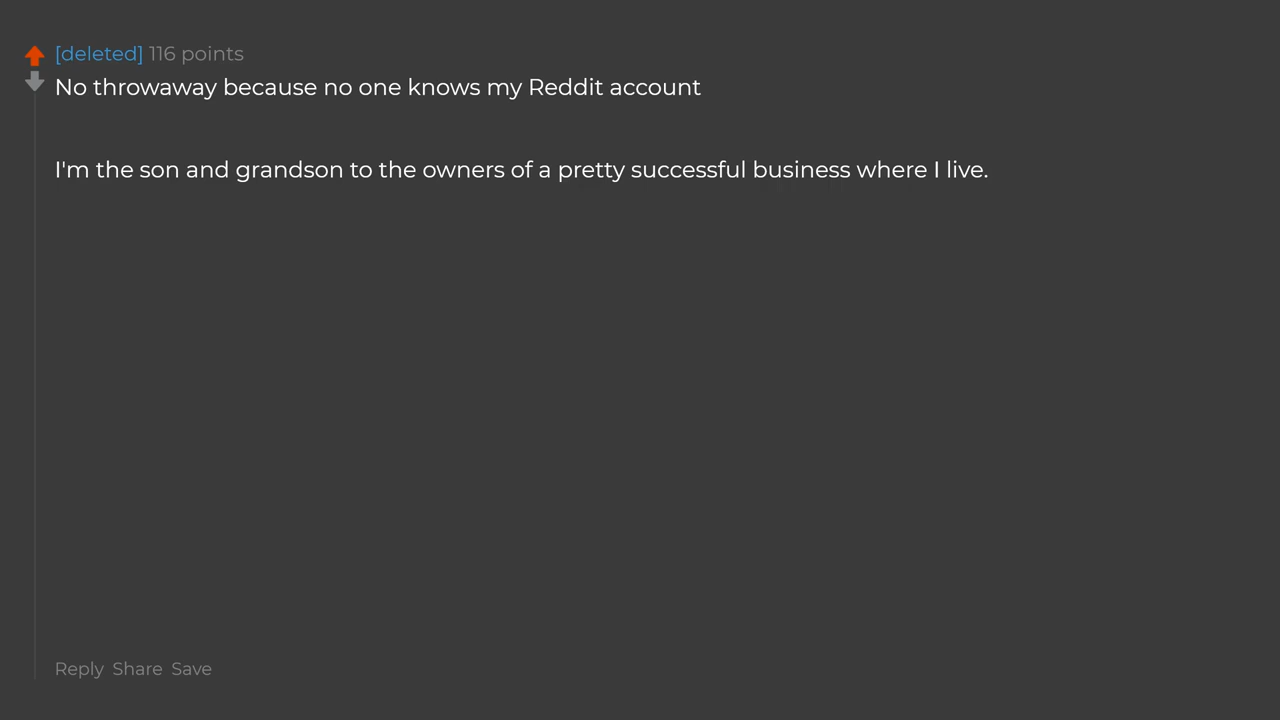 [deleted] 116 points
No throwaway because no one knows my Reddit account
I'm the son and grandson to the owners of a pretty successful business where I live.
Reply Share Save